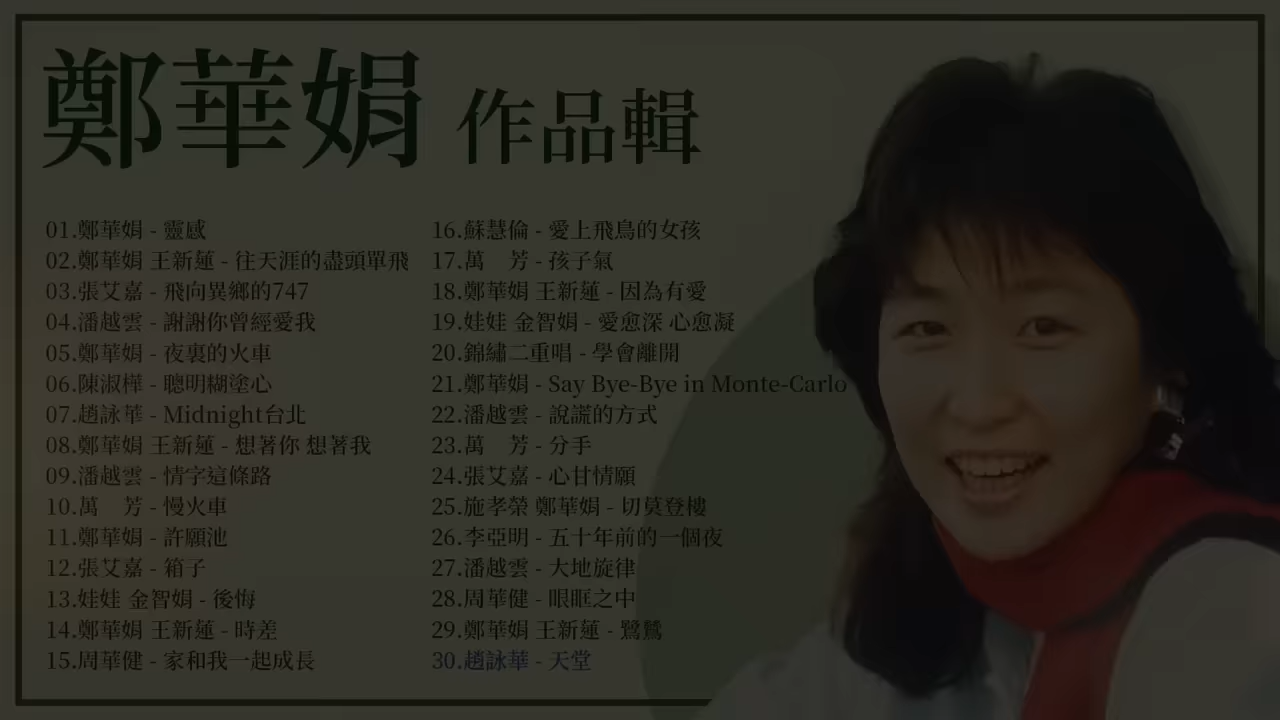 鄭華娟 作品輯
01.鄭華娟 - 靈感
02.鄭華娟 王新蓮 - 往天涯的盡頭單飛
03.張艾嘉 - 飛向異鄉的747
04.潘越雲 - 謝謝你曾經愛我
05.鄭華娟 - 夜裏的火車
06.陳淑樺 - 聰明糊塗心
07.趙詠華 - Midnight台北
08.鄭華娟 王新蓮 - 想著你 想著我
09.潘越雲 - 情字這條路
10.萬　芳 - 慢火車
11.鄭華娟 - 許願池
12.張艾嘉 - 箱子
13.娃娃 金智娟 - 後悔
14.鄭華娟 王新蓮 - 時差
15.周華健 - 家和我一起成長
16.蘇慧倫 - 愛上飛鳥的女孩
17.萬　芳 - 孩子氣
18.鄭華娟 王新蓮 - 因為有愛
19.娃娃 金智娟 - 愛愈深 心愈凝
20.錦繡二重唱 - 學會離開
21.鄭華娟 - Say Bye-Bye in Monte-Carlo
22.潘越雲 - 說謊的方式
23.萬　芳 - 分手
24.張艾嘉 - 心甘情願
25.施孝榮 鄭華娟 - 切莫登樓
26.李亞明 - 五十年前的一個夜
27.潘越雲 - 大地旋律
28.周華健 - 眼眶之中
29.鄭華娟 王新蓮 - 鷺鷥
30.趙詠華 - 天堂